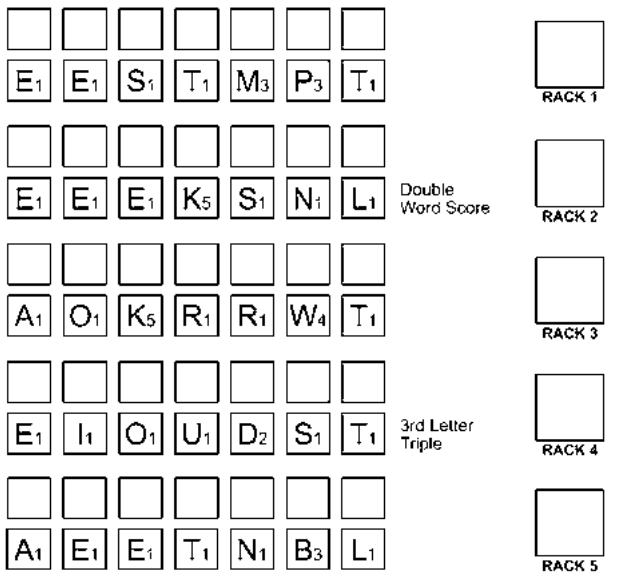 E1 E1 S1 T1 M3 P3 T1
RACK 1
E1 E1 E1 K5 S1 N1 L1
Double
Word Score
RACK 2
A1 O1 K5 R1 R1 W4 T1
RACK 3
E1 I1 O1 U1 D2 S1 T1
3rd Letter
Triple
RACK 4
A1 E1 E1 T1 N1 B3 L1
RACK 5